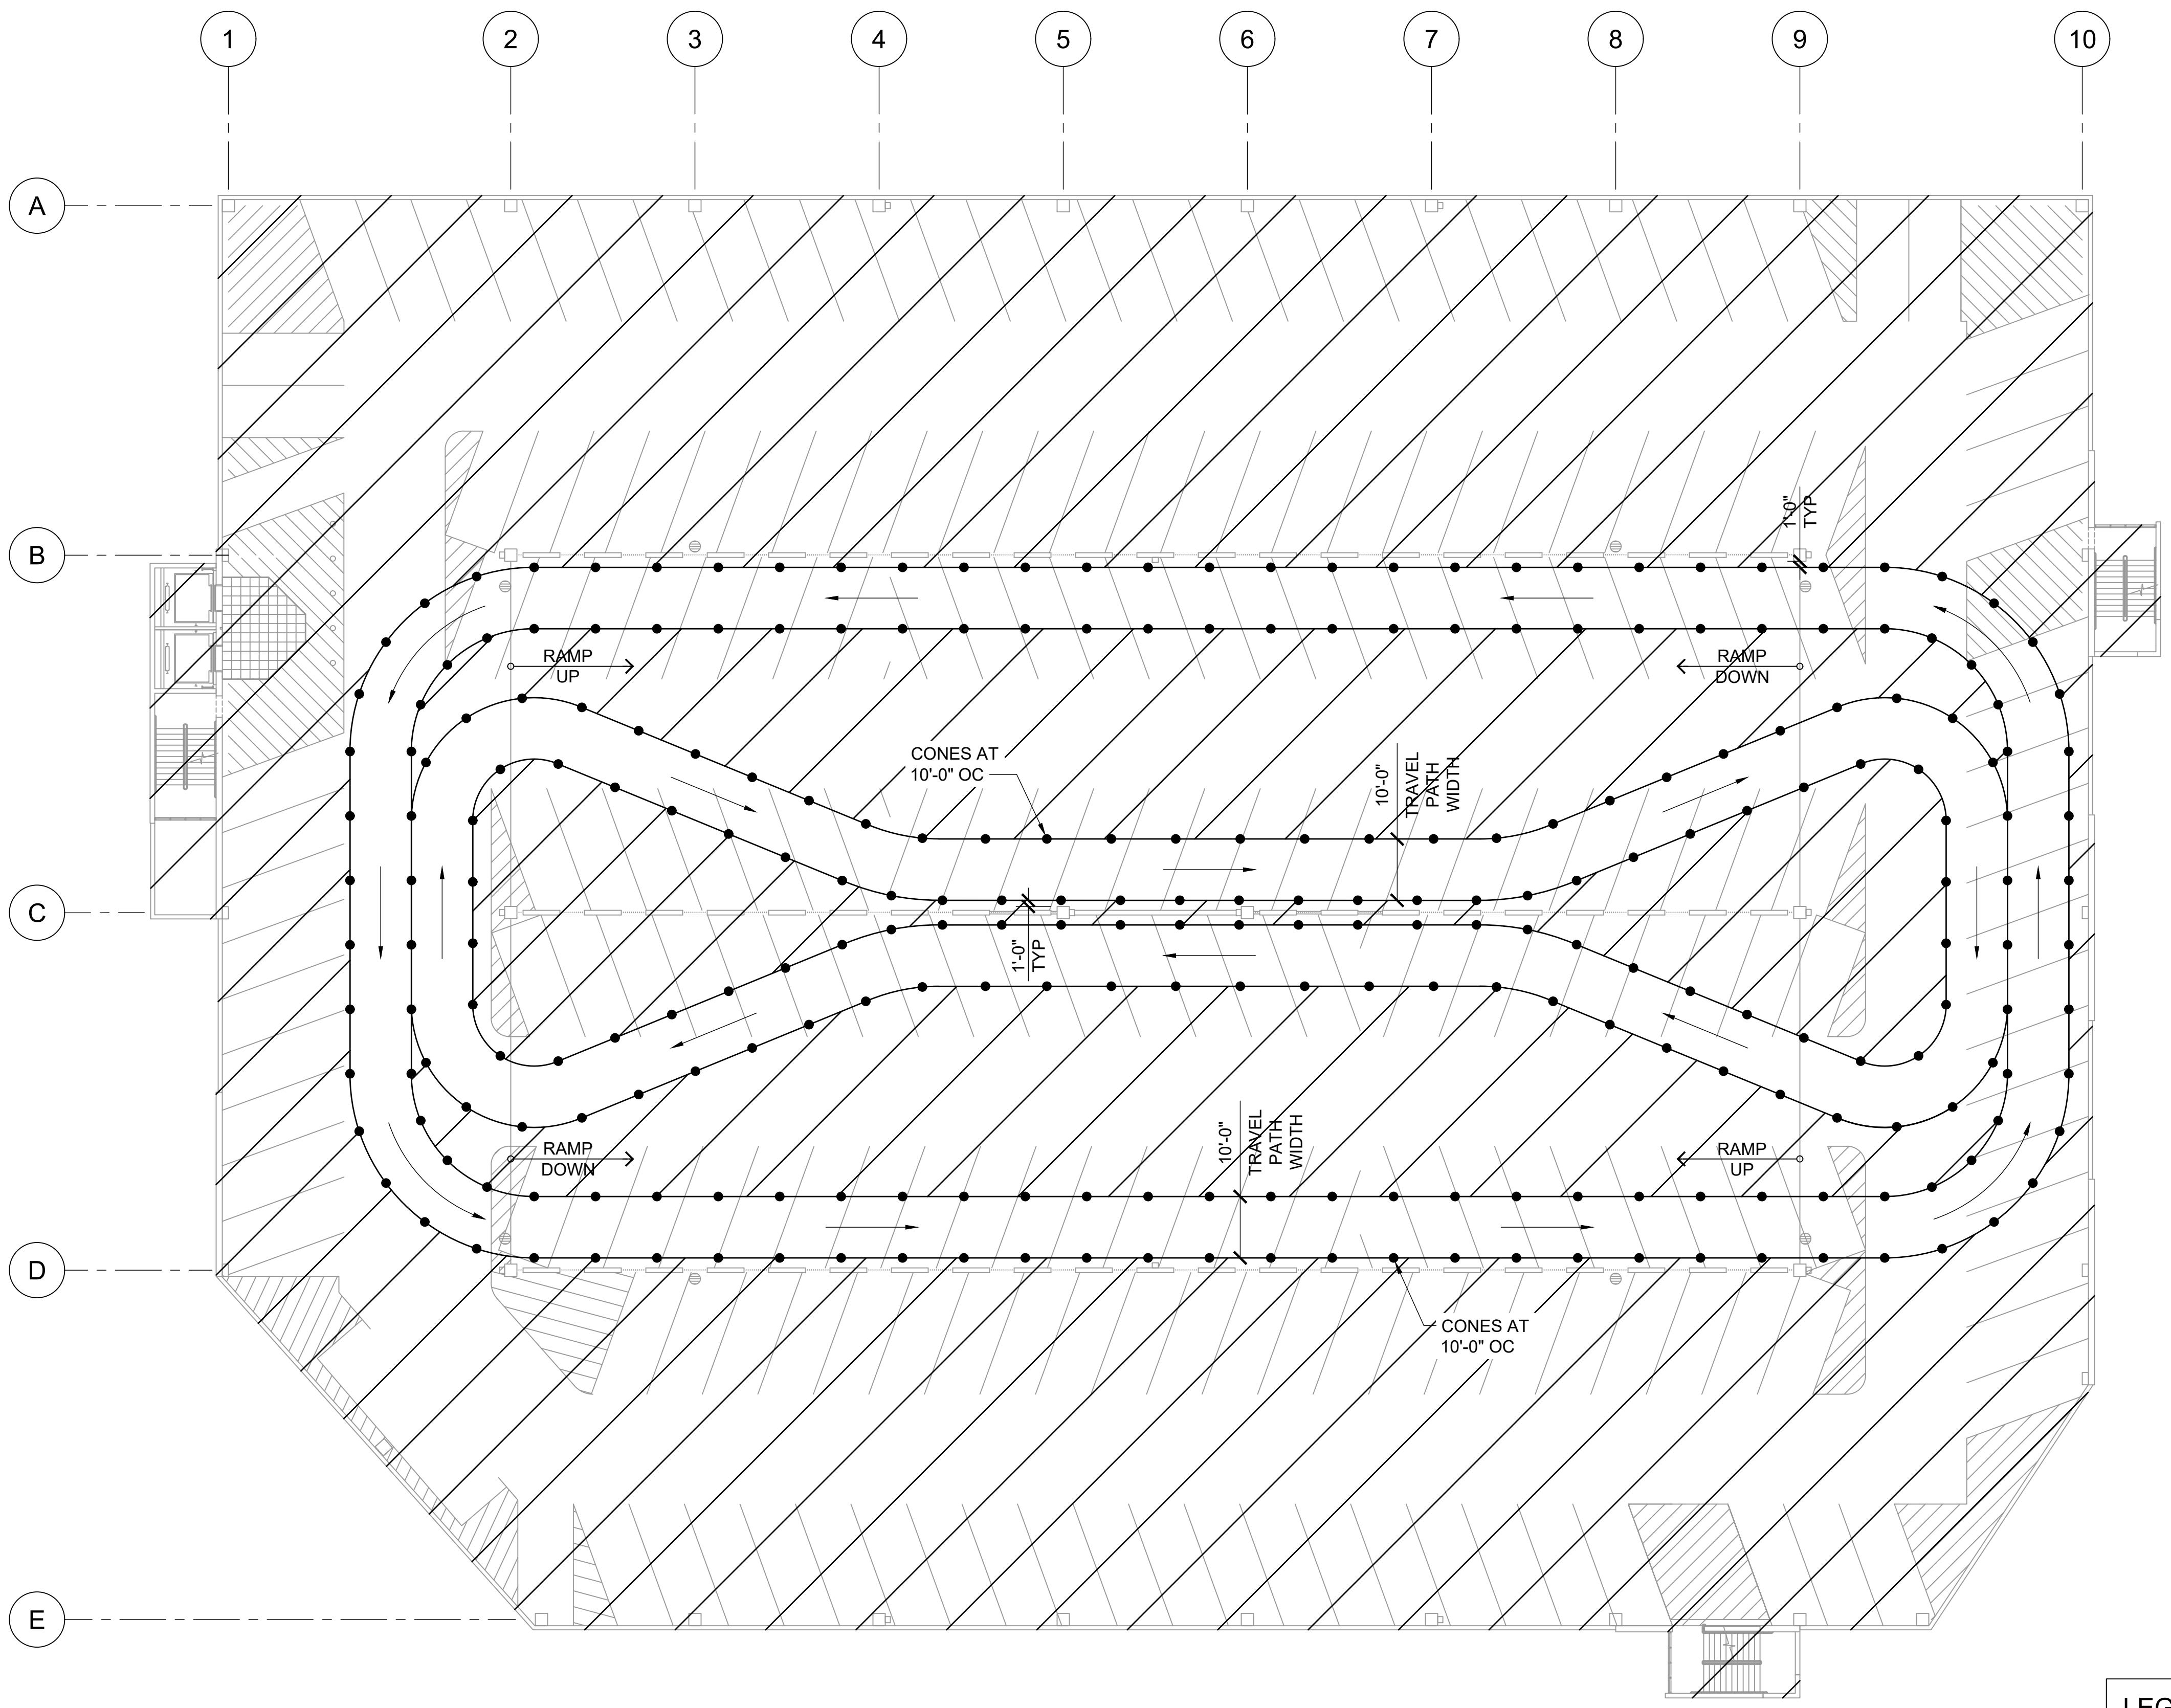 1 2 3 4 5 6 7 8 9 10
A
B
1'-0"
TYP
RAMP
UP
RAMP
DOWN
CONES AT
10'-0" OC
10'-0"
TRAVEL
PATH
WIDTH
C
1'-0"
TYP
RAMP
DOWN
10'-0"
TRAVEL
PATH
WIDTH
RAMP
UP
D
CONES AT
10'-0" OC
E